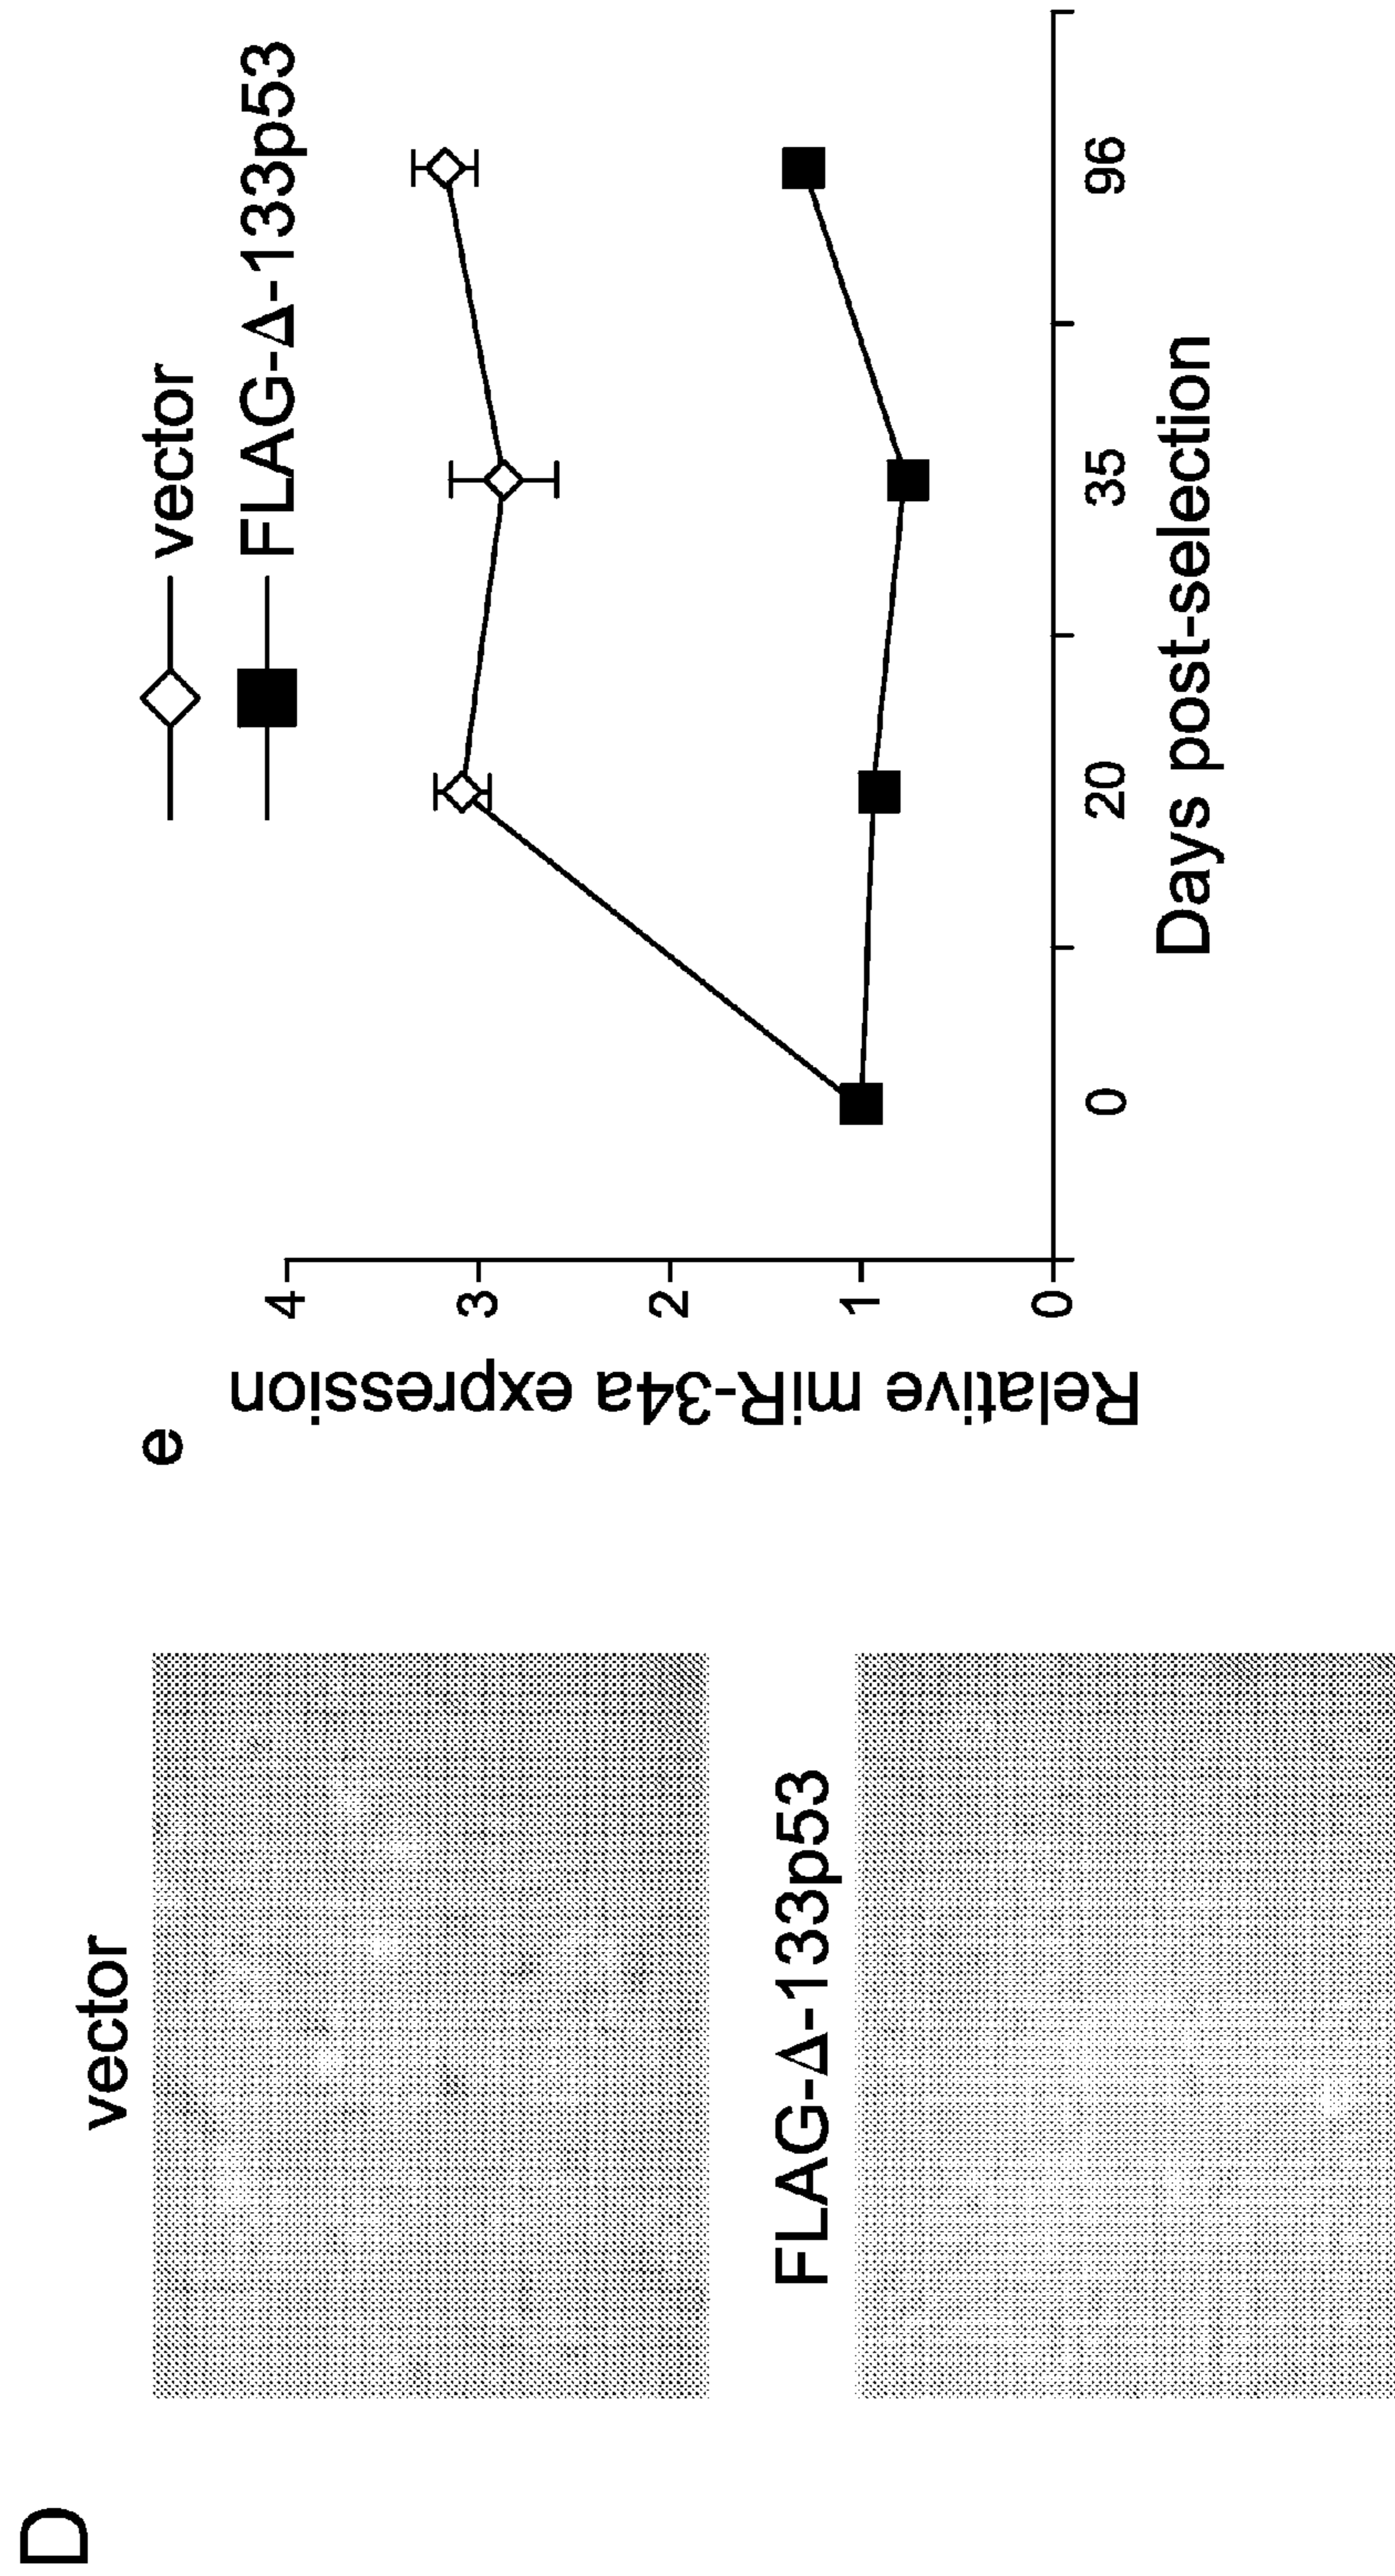 D
vector
FLAG-Δ-133p53
e
vector
FLAG-Δ-133p53
Relative miR-34a expression
4
3
2
1
0
0 20 35 96
Days post-selection